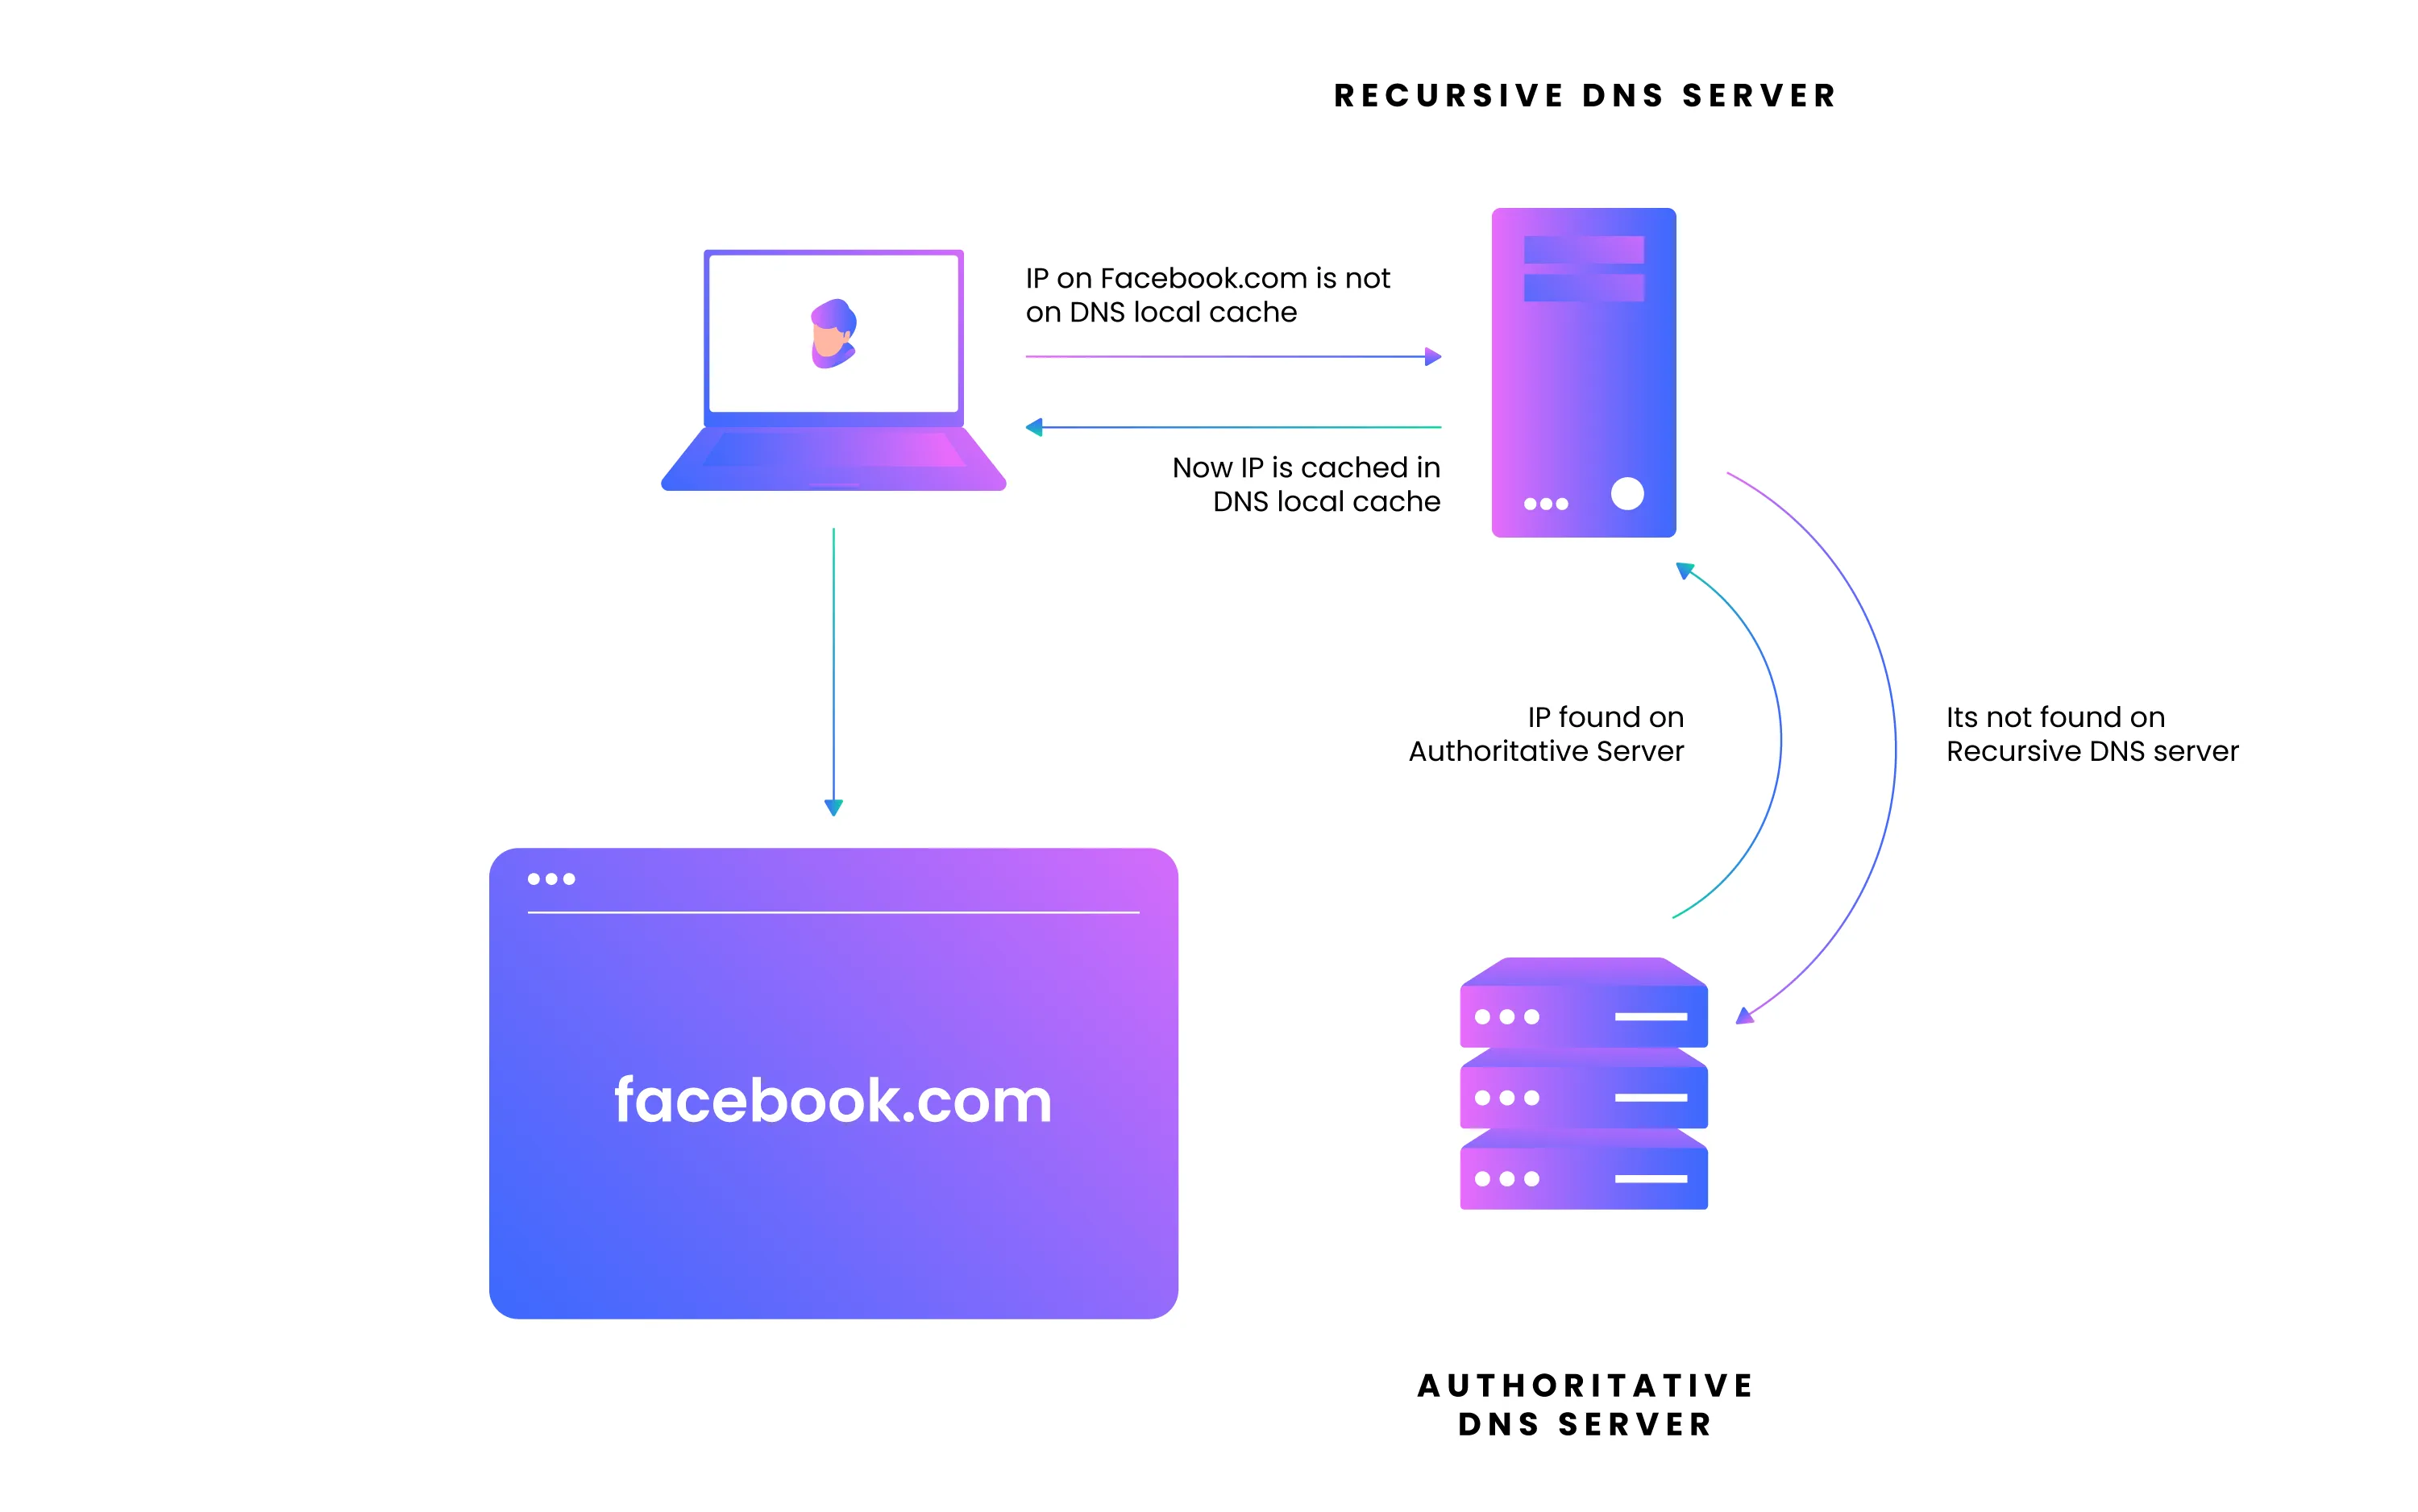 RECURSIVE DNS SERVER
IP on Facebook.com is not
on DNS local cache
Now IP is cached in
DNS local cache
IP found on
Authoritative Server
Its not found on
Recursive DNS server
facebook.com
AUTHORITATIVE
DNS SERVER